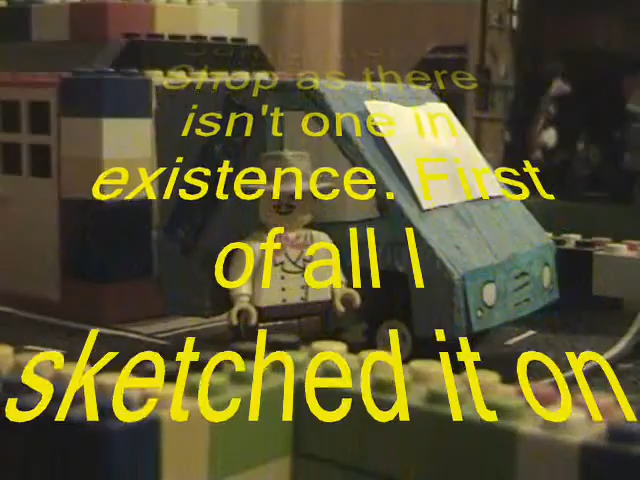 Shop as there
isn't one in
existence. First
of all I
sketched it on